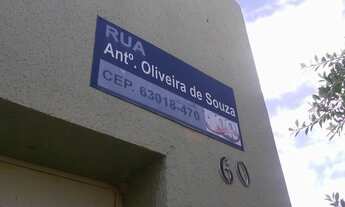 RUA
Antº. Oliveira de Souza
CEP. 63018-470
60